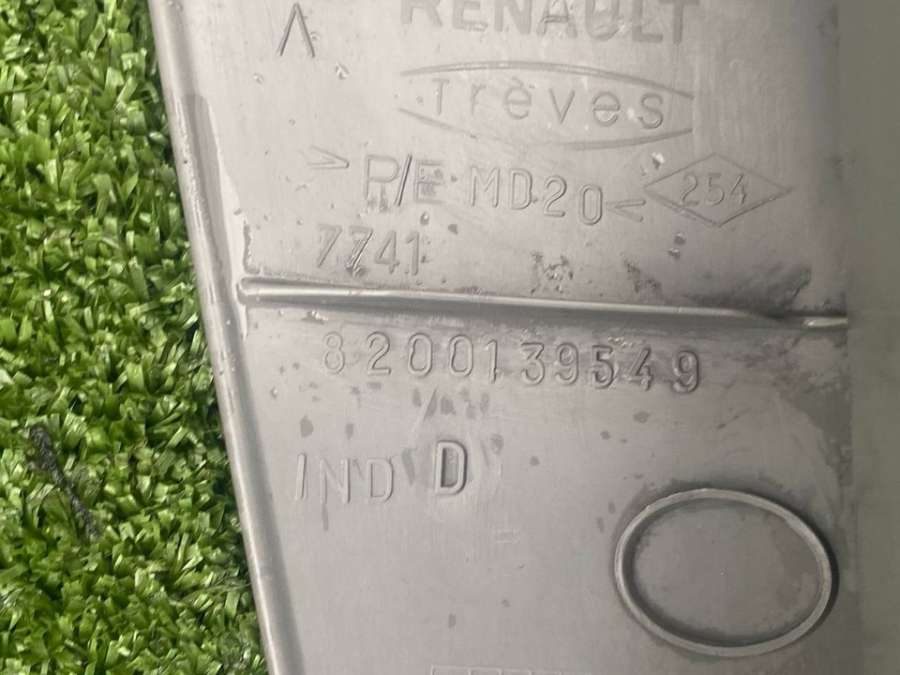 RENAULT
Trèves
>P/E MD20<
254
7741
8200139549
IND D